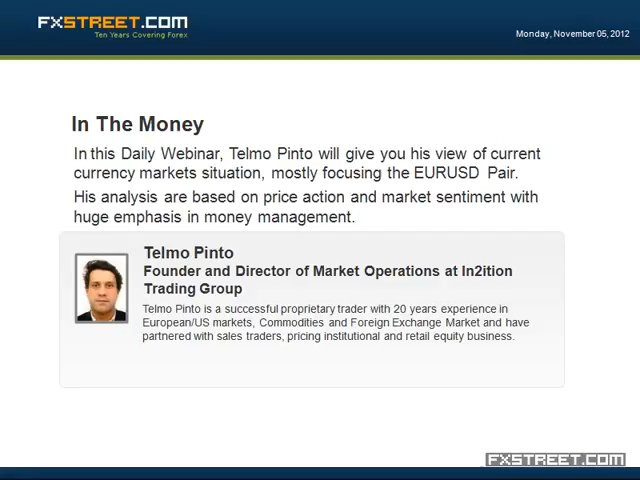 FXSTREET.COM
Ten Years Covering Forex
Monday, November 05, 2012
In The Money
In this Daily Webinar, Telmo Pinto will give you his view of current
currency markets situation, mostly focusing the EURUSD Pair.
His analysis are based on price action and market sentiment with
huge emphasis in money management.
Telmo Pinto
Founder and Director of Market Operations at In2ition
Trading Group
Telmo Pinto is a successful proprietary trader with 20 years experience in
European/US markets, Commodities and Foreign Exchange Market and have
partnered with sales traders, pricing institutional and retail equity business.
FXSTREET.COM